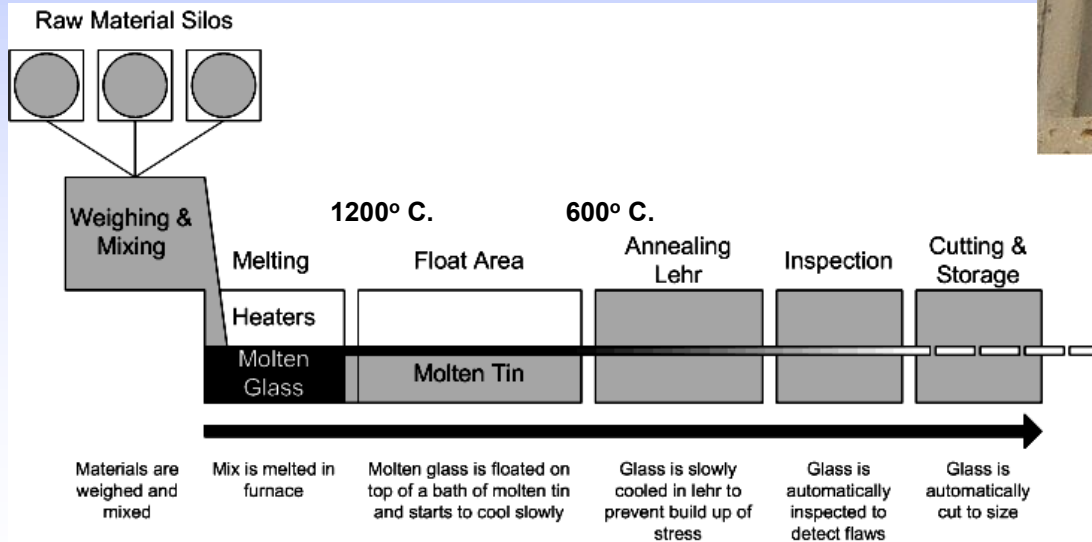 Raw Material Silos
Weighing &
Mixing
1200º C.
600º C.
Melting
Float Area
Annealing
Lehr
Inspection
Cutting &
Storage
Heaters
Molten
Glass
Molten Tin
Materials are
weighed and
mixed
Mix is melted in
furnace
Molten glass is floated on
top of a bath of molten tin
and starts to cool slowly
Glass is slowly
cooled in lehr to
prevent build up of
stress
Glass is
automatically
inspected to
detect flaws
Glass is
automatically
cut to size